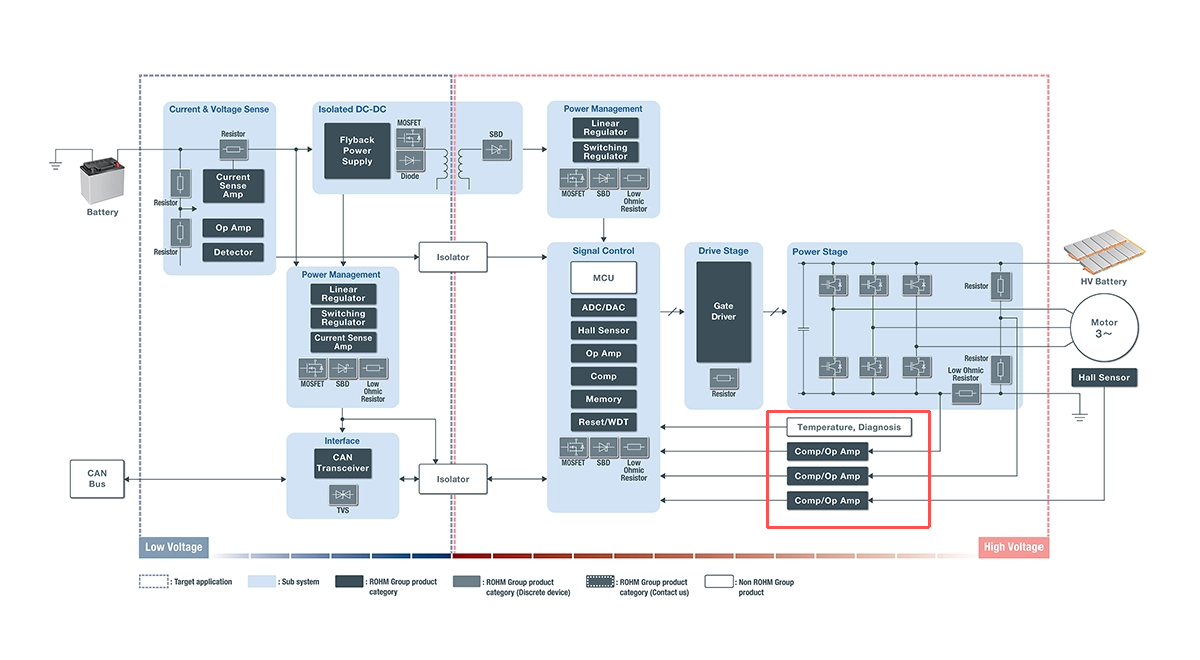 Current & Voltage Sense
Resistor
Current
Sense
Amp
Resistor
Op Amp
Resistor
Detector
Battery
Isolated DC-DC
Flyback
Power
Supply
MOSFET
Diode
SBD
Power Management
Linear
Regulator
Switching
Regulator
MOSFET
SBD
Low
Ohmic
Resistor
Isolator
Power Management
Linear
Regulator
Switching
Regulator
Current Sense
Amp
MOSFET
SBD
Low
Ohmic
Resistor
Signal Control
MCU
ADC/DAC
Hall Sensor
Op Amp
Comp
Memory
Reset/WDT
MOSFET
SBD
Low
Ohmic
Resistor
Drive Stage
Gate
Driver
Resistor
Power Stage
Resistor
Resistor
Low Ohmic
Resistor
HV Battery
Motor
3~
Hall Sensor
Temperature, Diagnosis
Comp/Op Amp
Comp/Op Amp
Comp/Op Amp
Interface
CAN
Transceiver
TVS
Isolator
CAN
Bus
Low Voltage
High Voltage
: Target application
: Sub system
: ROHM Group product
category
: ROHM Group product
category (Discrete device)
: ROHM Group product
category (Contact us)
: Non ROHM Group
product